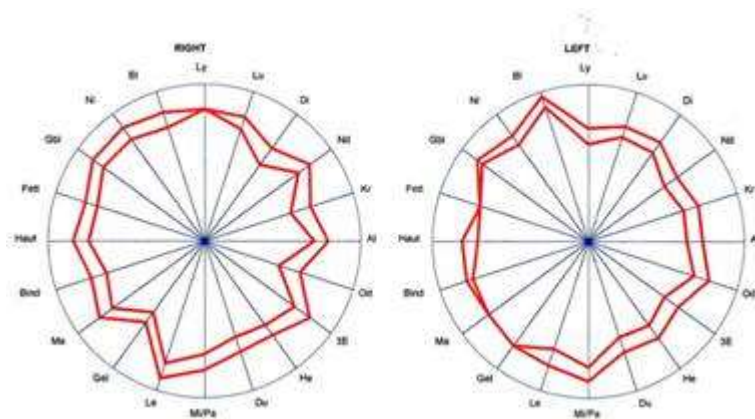 RIGHT
Ly
Lu
Di
Nd
Kr
Al
Od
3E
He
Du
Mi/Pa
Le
Gel
Ma
Bind
Haut
Fett
Gbl
Ni
Bl
LEFT
Ly
Lu
Di
Nd
Kr
A
Od
3E
He
Du
Mi/Pa
Le
Gel
Ma
Bind
Haut
Fett
Gbl
Ni
Bl